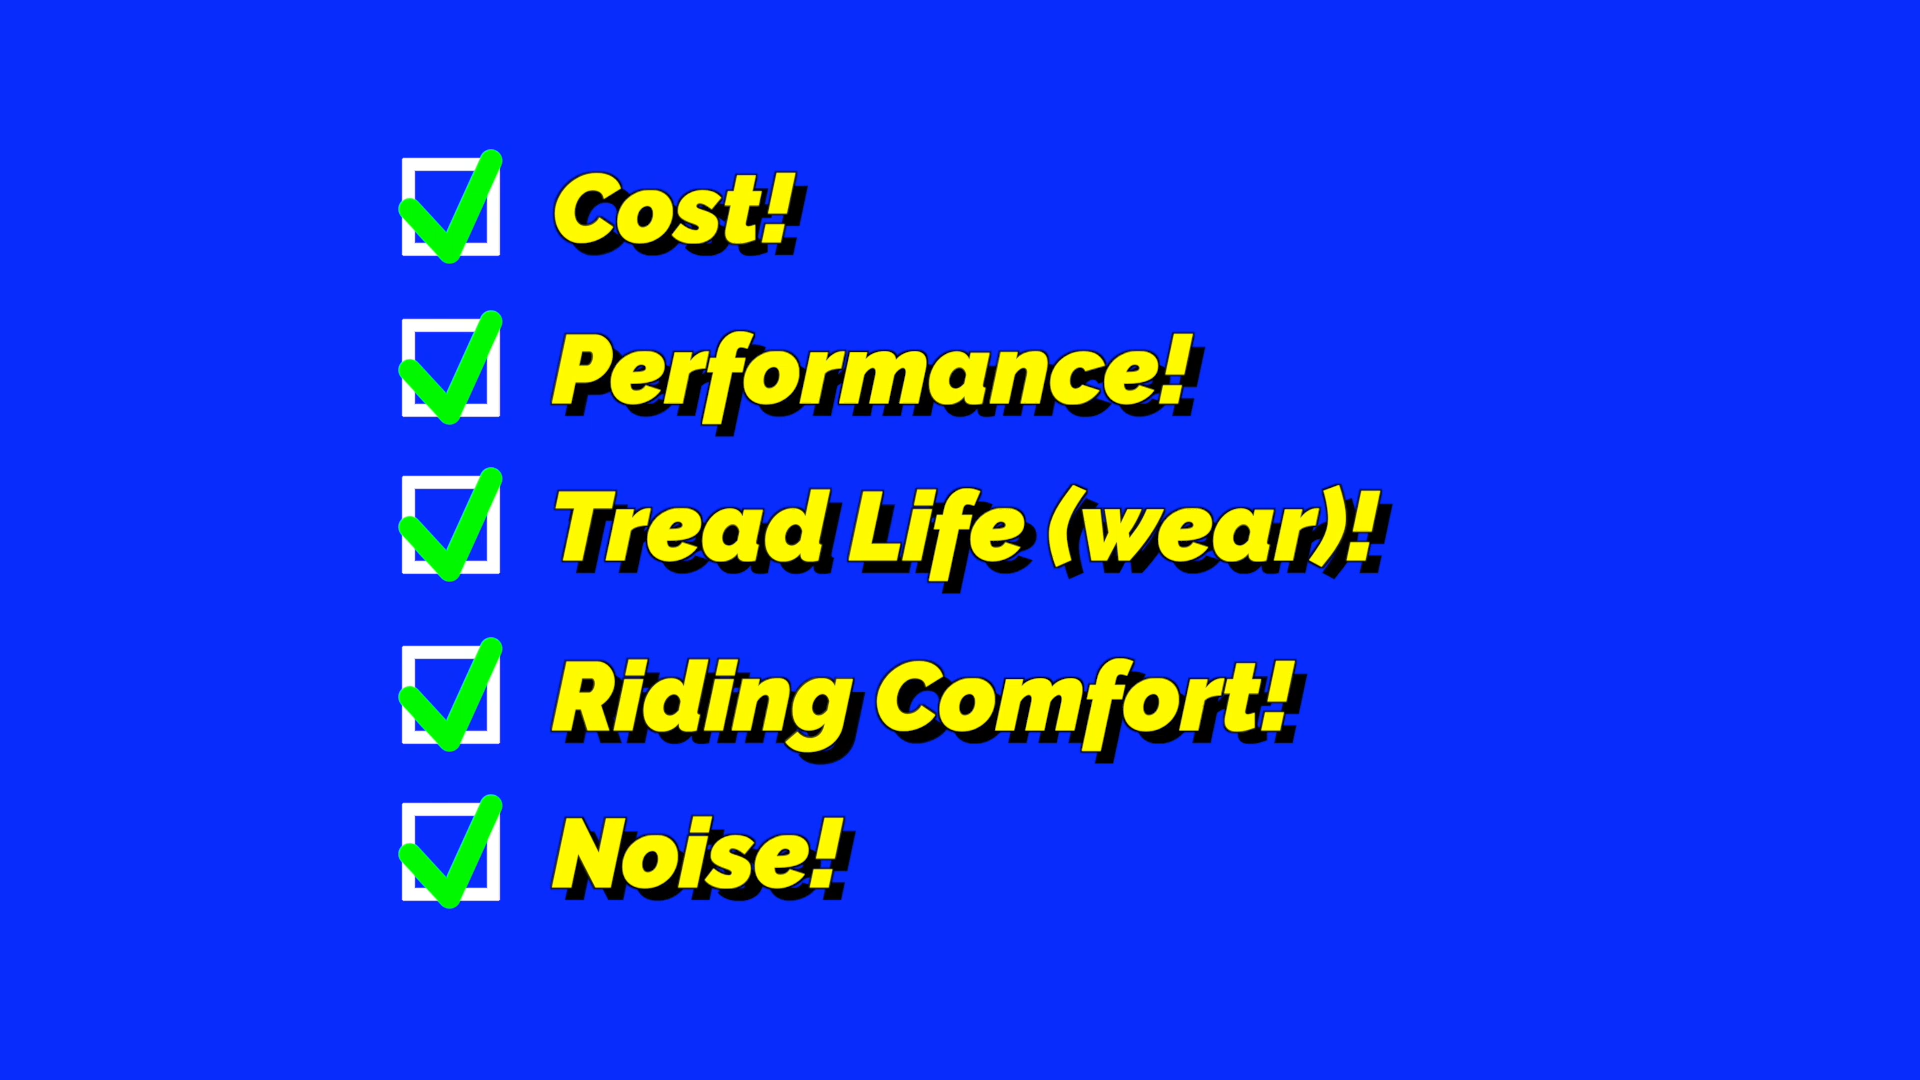 Cost!
Performance!
Tread Life (wear)!
Riding Comfort!
Noise!